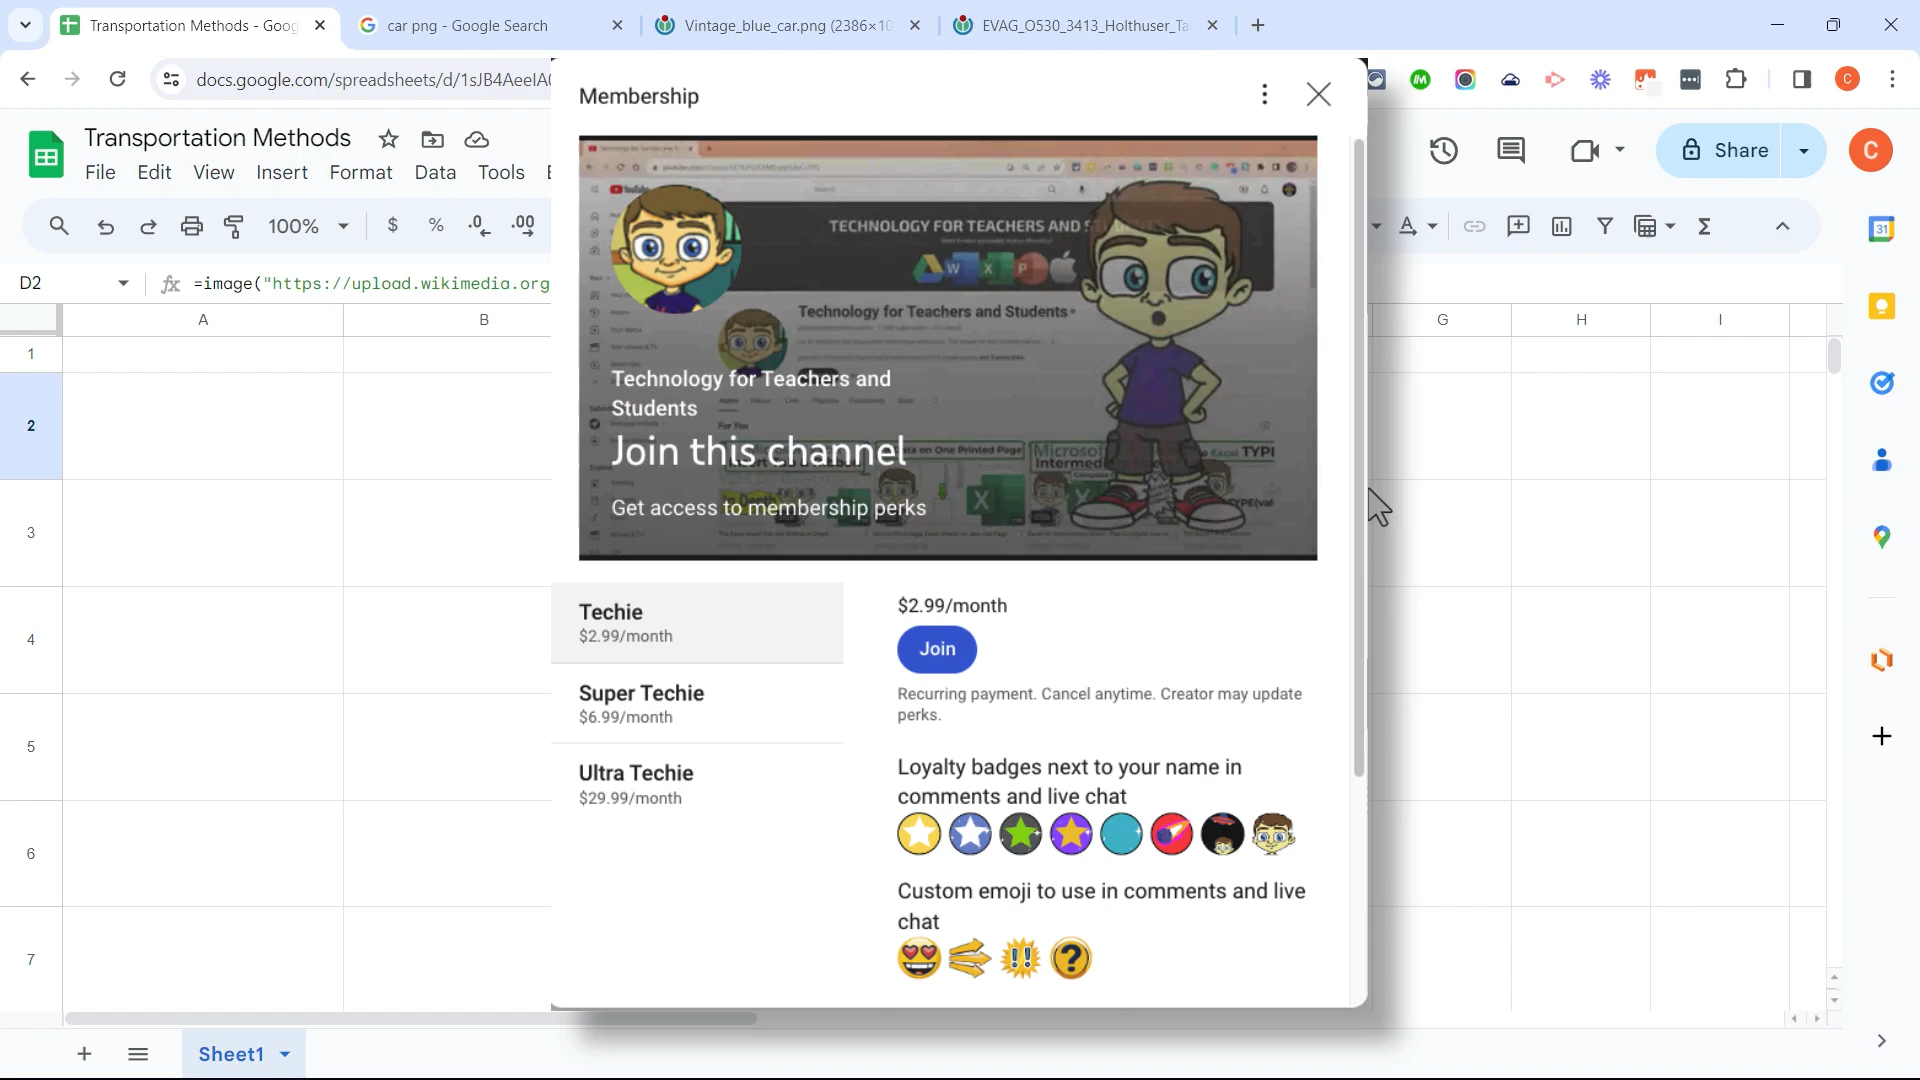 Transportation Methods - Goog
car png - Google Search
Vintage_blue_car.png (2386×10
EVAG_O530_3413_Holthuser_Ta
docs.google.com/spreadsheets/d/1sJB4AeelA
Transportation Methods
File Edit View Insert Format Data Tools
Share
C
100% $ % .0 .00
D2
=image("https://upload.wikimedia.org
A B G H I
1
2
3
4
5
6
7
Sheet1
Membership
TECHNOLOGY FOR TEACHERS AND S
Technology for Teachers and Students
Technology for Teachers and
Students
Join this channel
Get access to membership perks
Techie
$2.99/month
Super Techie
$6.99/month
Ultra Techie
$29.99/month
$2.99/month
Join
Recurring payment. Cancel anytime. Creator may update
perks.
Loyalty badges next to your name in
comments and live chat
Custom emoji to use in comments and live
chat